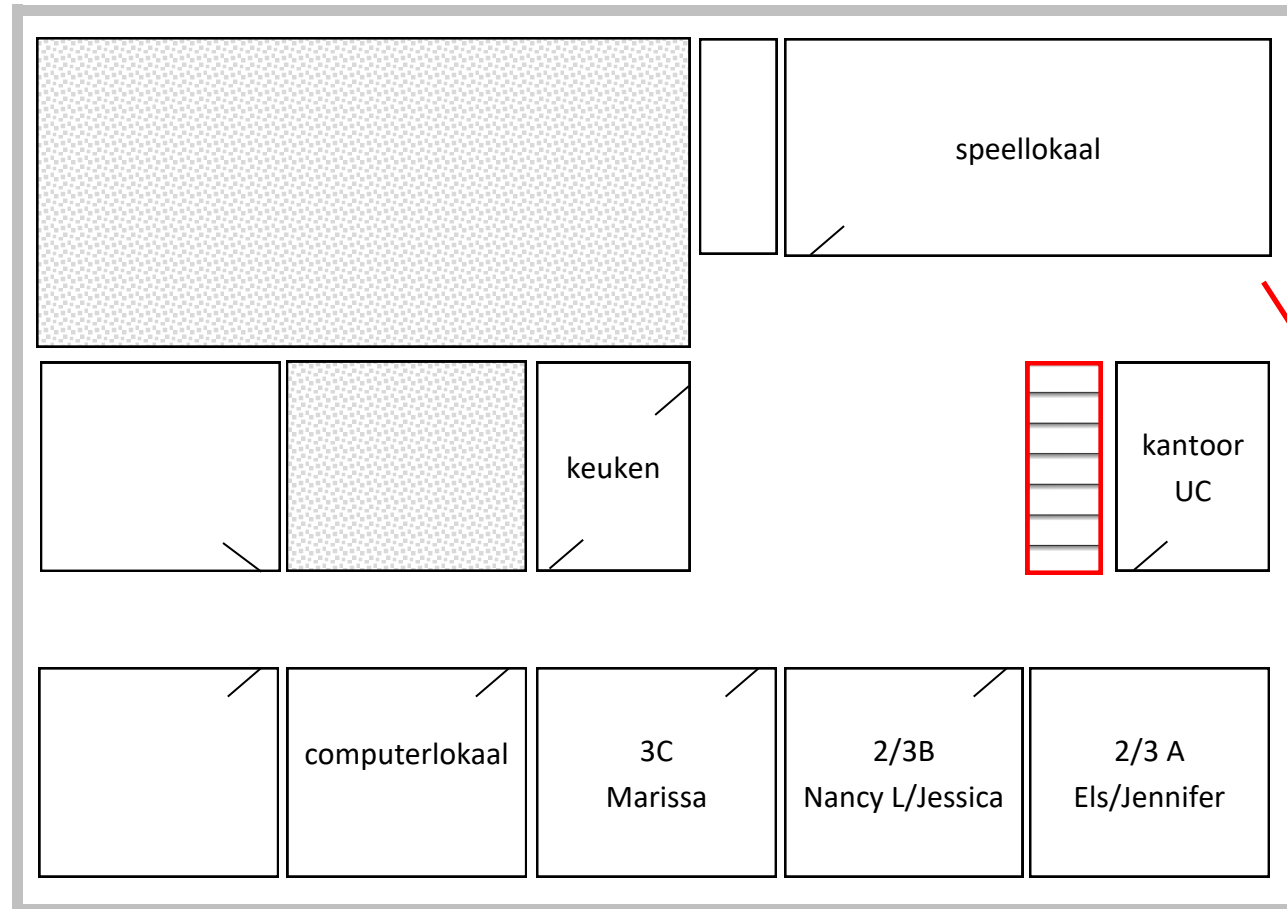 speellokaal
keuken
kantoor
UC
computerlokaal
3C
Marissa
2/3B
Nancy L/Jessica
2/3 A
Els/Jennifer